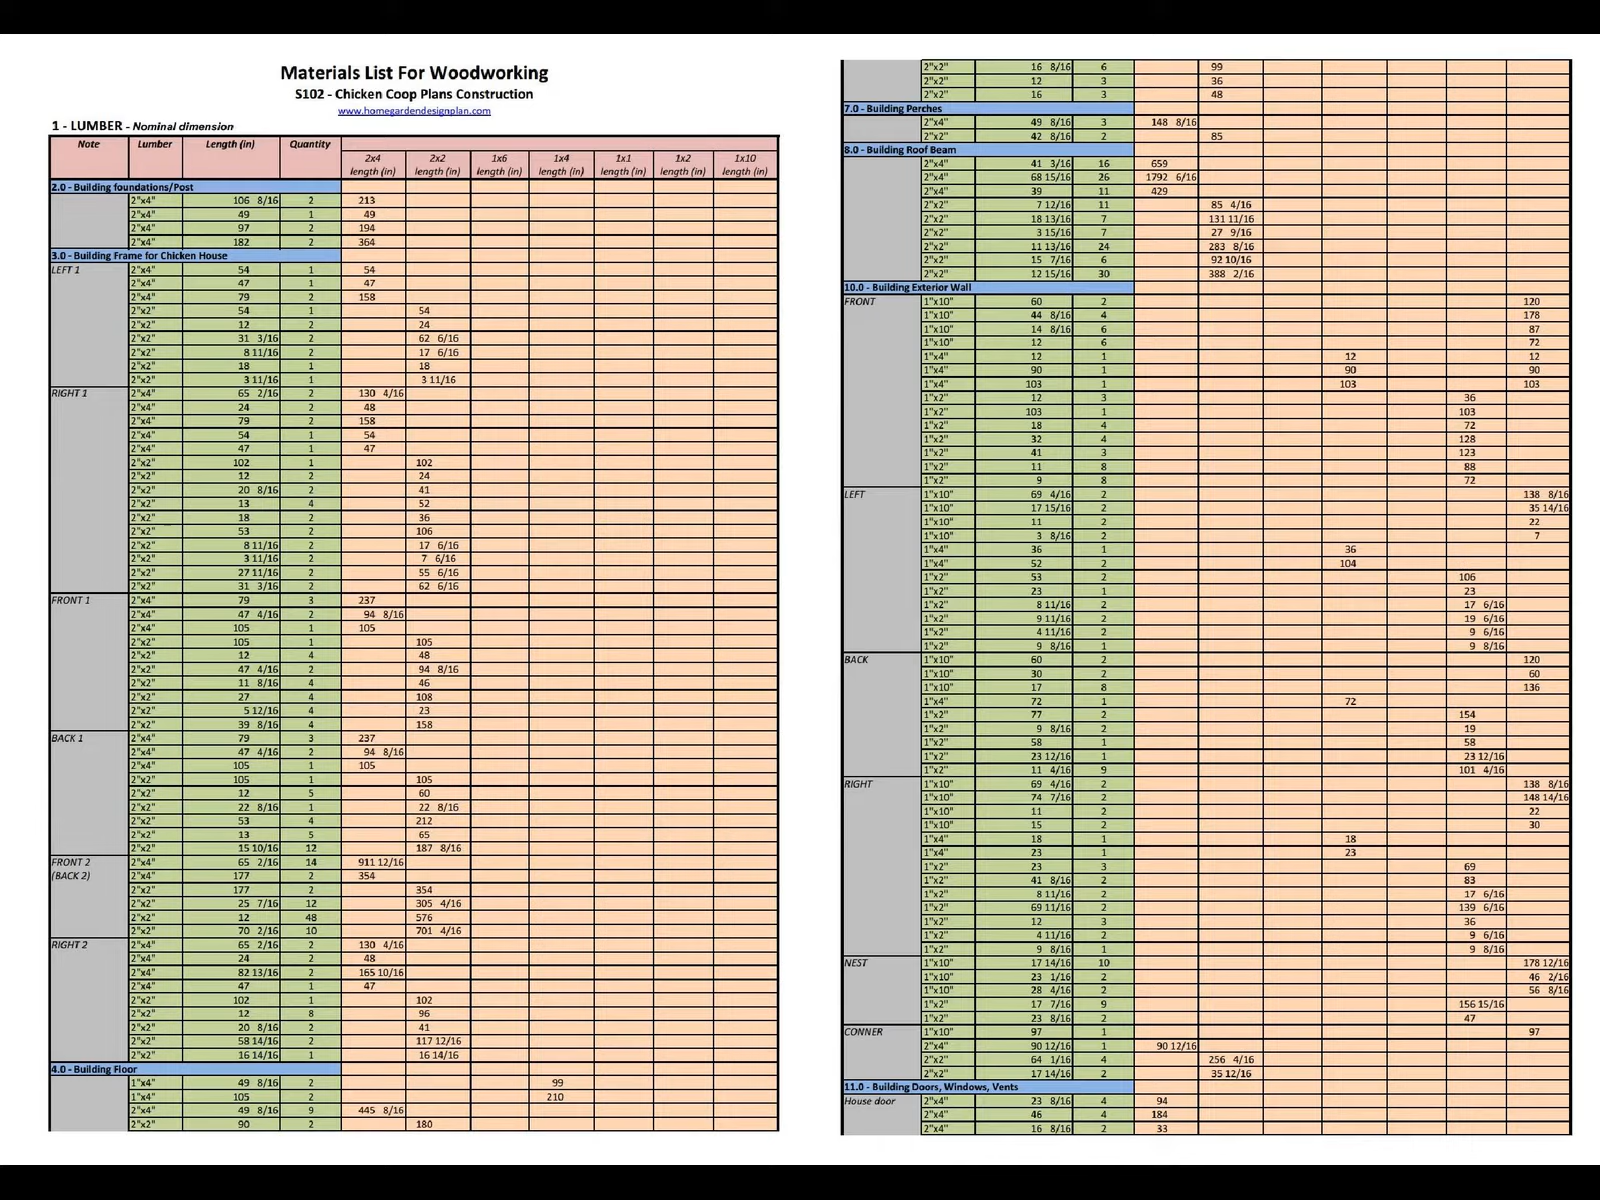 Materials List For Woodworking
S102 - Chicken Coop Plans Construction
www.homegardendesignplan.com
1 - LUMBER - Nominal dimension
Note Lumber Length (in) Quantity
2x4 2x2 1x6 1x4 1x1 1x2 1x10
length (in) length (in) length (in) length (in) length (in) length (in) length (in)
2.0 - Building foundations/Post
2"x4" 106 8/16 2 213
2"x4" 49 1 49
2"x4" 97 2 194
2"x4" 182 2 364
3.0 - Building Frame for Chicken House
LEFT 1 2"x4" 54 1 54
2"x4" 47 1 47
2"x4" 79 2 158
2"x2" 54 1 54
2"x2" 12 2 24
2"x2" 31 3/16 2 62 6/16
2"x2" 8 11/16 2 17 6/16
2"x2" 18 1 18
2"x2" 3 11/16 1 3 11/16
RIGHT 1 2"x4" 65 2/16 2 130 4/16
2"x4" 24 2 48
2"x4" 79 2 158
2"x4" 54 1 54
2"x4" 47 1 47
2"x2" 102 1 102
2"x2" 12 2 24
2"x2" 20 8/16 2 41
2"x2" 13 4 52
2"x2" 18 2 36
2"x2" 53 2 106
2"x2" 8 11/16 2 17 6/16
2"x2" 3 11/16 2 7 6/16
2"x2" 27 11/16 2 55 6/16
2"x2" 31 3/16 2 62 6/16
FRONT 1 2"x4" 79 3 237
2"x4" 47 4/16 2 94 8/16
2"x4" 105 1 105
2"x2" 105 1 105
2"x2" 12 4 48
2"x2" 47 4/16 2 94 8/16
2"x2" 11 8/16 4 46
2"x2" 27 4 108
2"x2" 5 12/16 4 23
2"x2" 39 8/16 4 158
BACK 1 2"x4" 79 3 237
2"x4" 47 4/16 2 94 8/16
2"x4" 105 1 105
2"x2" 105 1 105
2"x2" 12 5 60
2"x2" 22 8/16 1 22 8/16
2"x2" 53 4 212
2"x2" 13 5 65
2"x2" 15 10/16 12 187 8/16
FRONT 2 2"x4" 65 2/16 14 911 12/16
(BACK 2) 2"x4" 177 2 354
2"x2" 177 2 354
2"x2" 25 7/16 12 305 4/16
2"x2" 12 48 576
2"x2" 70 2/16 10 701 4/16
RIGHT 2 2"x4" 65 2/16 2 130 4/16
2"x4" 24 2 48
2"x4" 82 13/16 2 165 10/16
2"x4" 47 1 47
2"x2" 102 1 102
2"x2" 12 8 96
2"x2" 20 8/16 2 41
2"x2" 58 14/16 2 117 12/16
2"x2" 16 14/16 1 16 14/16
4.0 - Building Floor
1"x4" 49 8/16 2 99
1"x4" 105 2 210
2"x4" 49 8/16 9 445 8/16
2"x2" 90 2 180
2"x2" 16 8/16 6 99
2"x2" 12 3 36
2"x2" 16 3 48
7.0 - Building Perches
2"x4" 49 8/16 3 148 8/16
2"x2" 42 8/16 2 85
8.0 - Building Roof Beam
2"x4" 41 3/16 16 659
2"x4" 68 15/16 26 1792 6/16
2"x4" 39 11 429
2"x2" 7 12/16 11 85 4/16
2"x2" 18 13/16 7 131 11/16
2"x2" 3 15/16 7 27 9/16
2"x2" 11 13/16 24 283 8/16
2"x2" 15 7/16 6 92 10/16
2"x2" 12 15/16 30 388 2/16
10.0 - Building Exterior Wall
FRONT 1"x10" 60 2 120
1"x10" 44 8/16 4 178
1"x10" 14 8/16 6 87
1"x10" 12 6 72
1"x4" 12 1 12 12
1"x4" 90 1 90 90
1"x4" 103 1 103 103
1"x2" 12 3 36
1"x2" 103 1 103
1"x2" 18 4 72
1"x2" 32 4 128
1"x2" 41 3 123
1"x2" 11 8 88
1"x2" 9 8 72
LEFT 1"x10" 69 4/16 2 138 8/16
1"x10" 17 15/16 2 35 14/16
1"x10" 11 2 22
1"x10" 3 8/16 2 7
1"x4" 36 1 36
1"x4" 52 2 104
1"x2" 53 2 106
1"x2" 23 1 23
1"x2" 8 11/16 2 17 6/16
1"x2" 9 11/16 2 19 6/16
1"x2" 4 11/16 2 9 6/16
1"x2" 9 8/16 1 9 8/16
BACK 1"x10" 60 2 120
1"x10" 30 2 60
1"x10" 17 8 136
1"x4" 72 1 72
1"x2" 77 2 154
1"x2" 9 8/16 2 19
1"x2" 58 1 58
1"x2" 23 12/16 1 23 12/16
1"x2" 11 4/16 9 101 4/16
RIGHT 1"x10" 69 4/16 2 138 8/16
1"x10" 74 7/16 2 148 14/16
1"x10" 11 2 22
1"x10" 15 2 30
1"x4" 18 1 18
1"x4" 23 1 23
1"x2" 23 3 69
1"x2" 41 8/16 2 83
1"x2" 8 11/16 2 17 6/16
1"x2" 69 11/16 2 139 6/16
1"x2" 12 3 36
1"x2" 4 11/16 2 9 6/16
1"x2" 9 8/16 1 9 8/16
NEST 1"x10" 17 14/16 10 178 12/16
1"x10" 23 1/16 2 46 2/16
1"x10" 28 4/16 2 56 8/16
1"x2" 17 7/16 9 156 15/16
1"x2" 23 8/16 2 47
CONNER 1"x10" 97 1 97
2"x4" 90 12/16 1 90 12/16
2"x2" 64 1/16 4 256 4/16
2"x2" 17 14/16 2 35 12/16
11.0 - Building Doors, Windows, Vents
House door 2"x4" 23 8/16 4 94
2"x4" 46 4 184
2"x4" 16 8/16 2 33